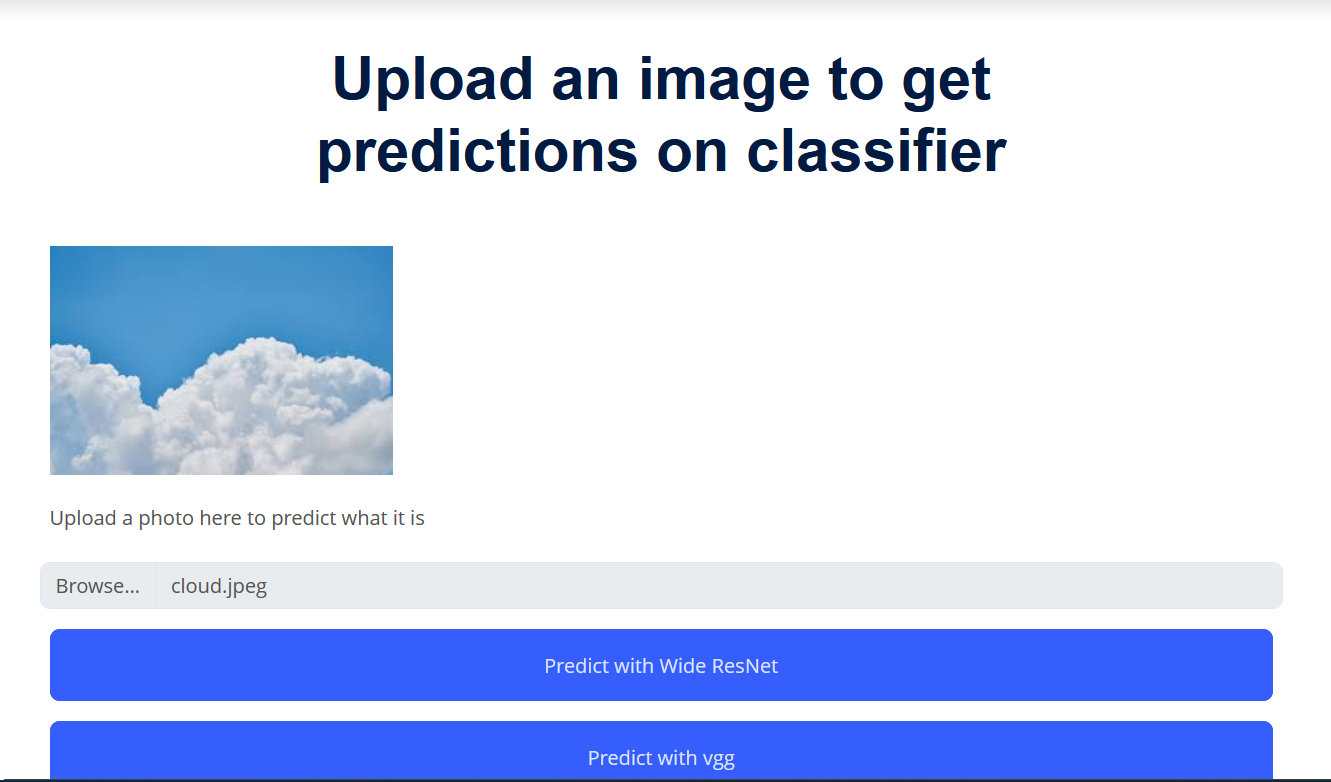 Upload an image to get
predictions on classifier
Upload a photo here to predict what it is
Browse... cloud.jpeg
Predict with Wide ResNet
Predict with vgg